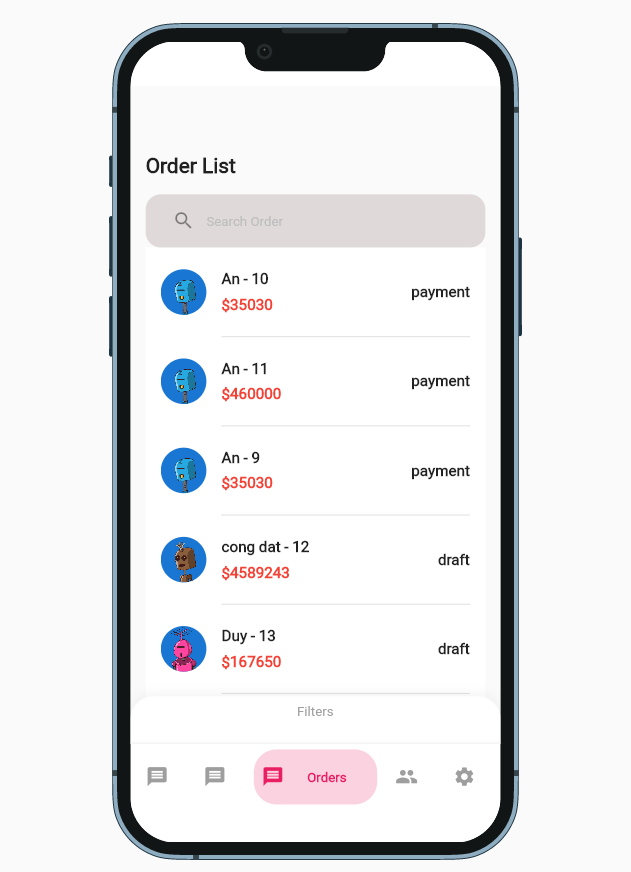 Order List
Search Order
An - 10
$35030
payment
An - 11
$460000
payment
An - 9
$35030
payment
cong dat - 12
$4589243
draft
Duy - 13
$167650
draft
Filters
Orders